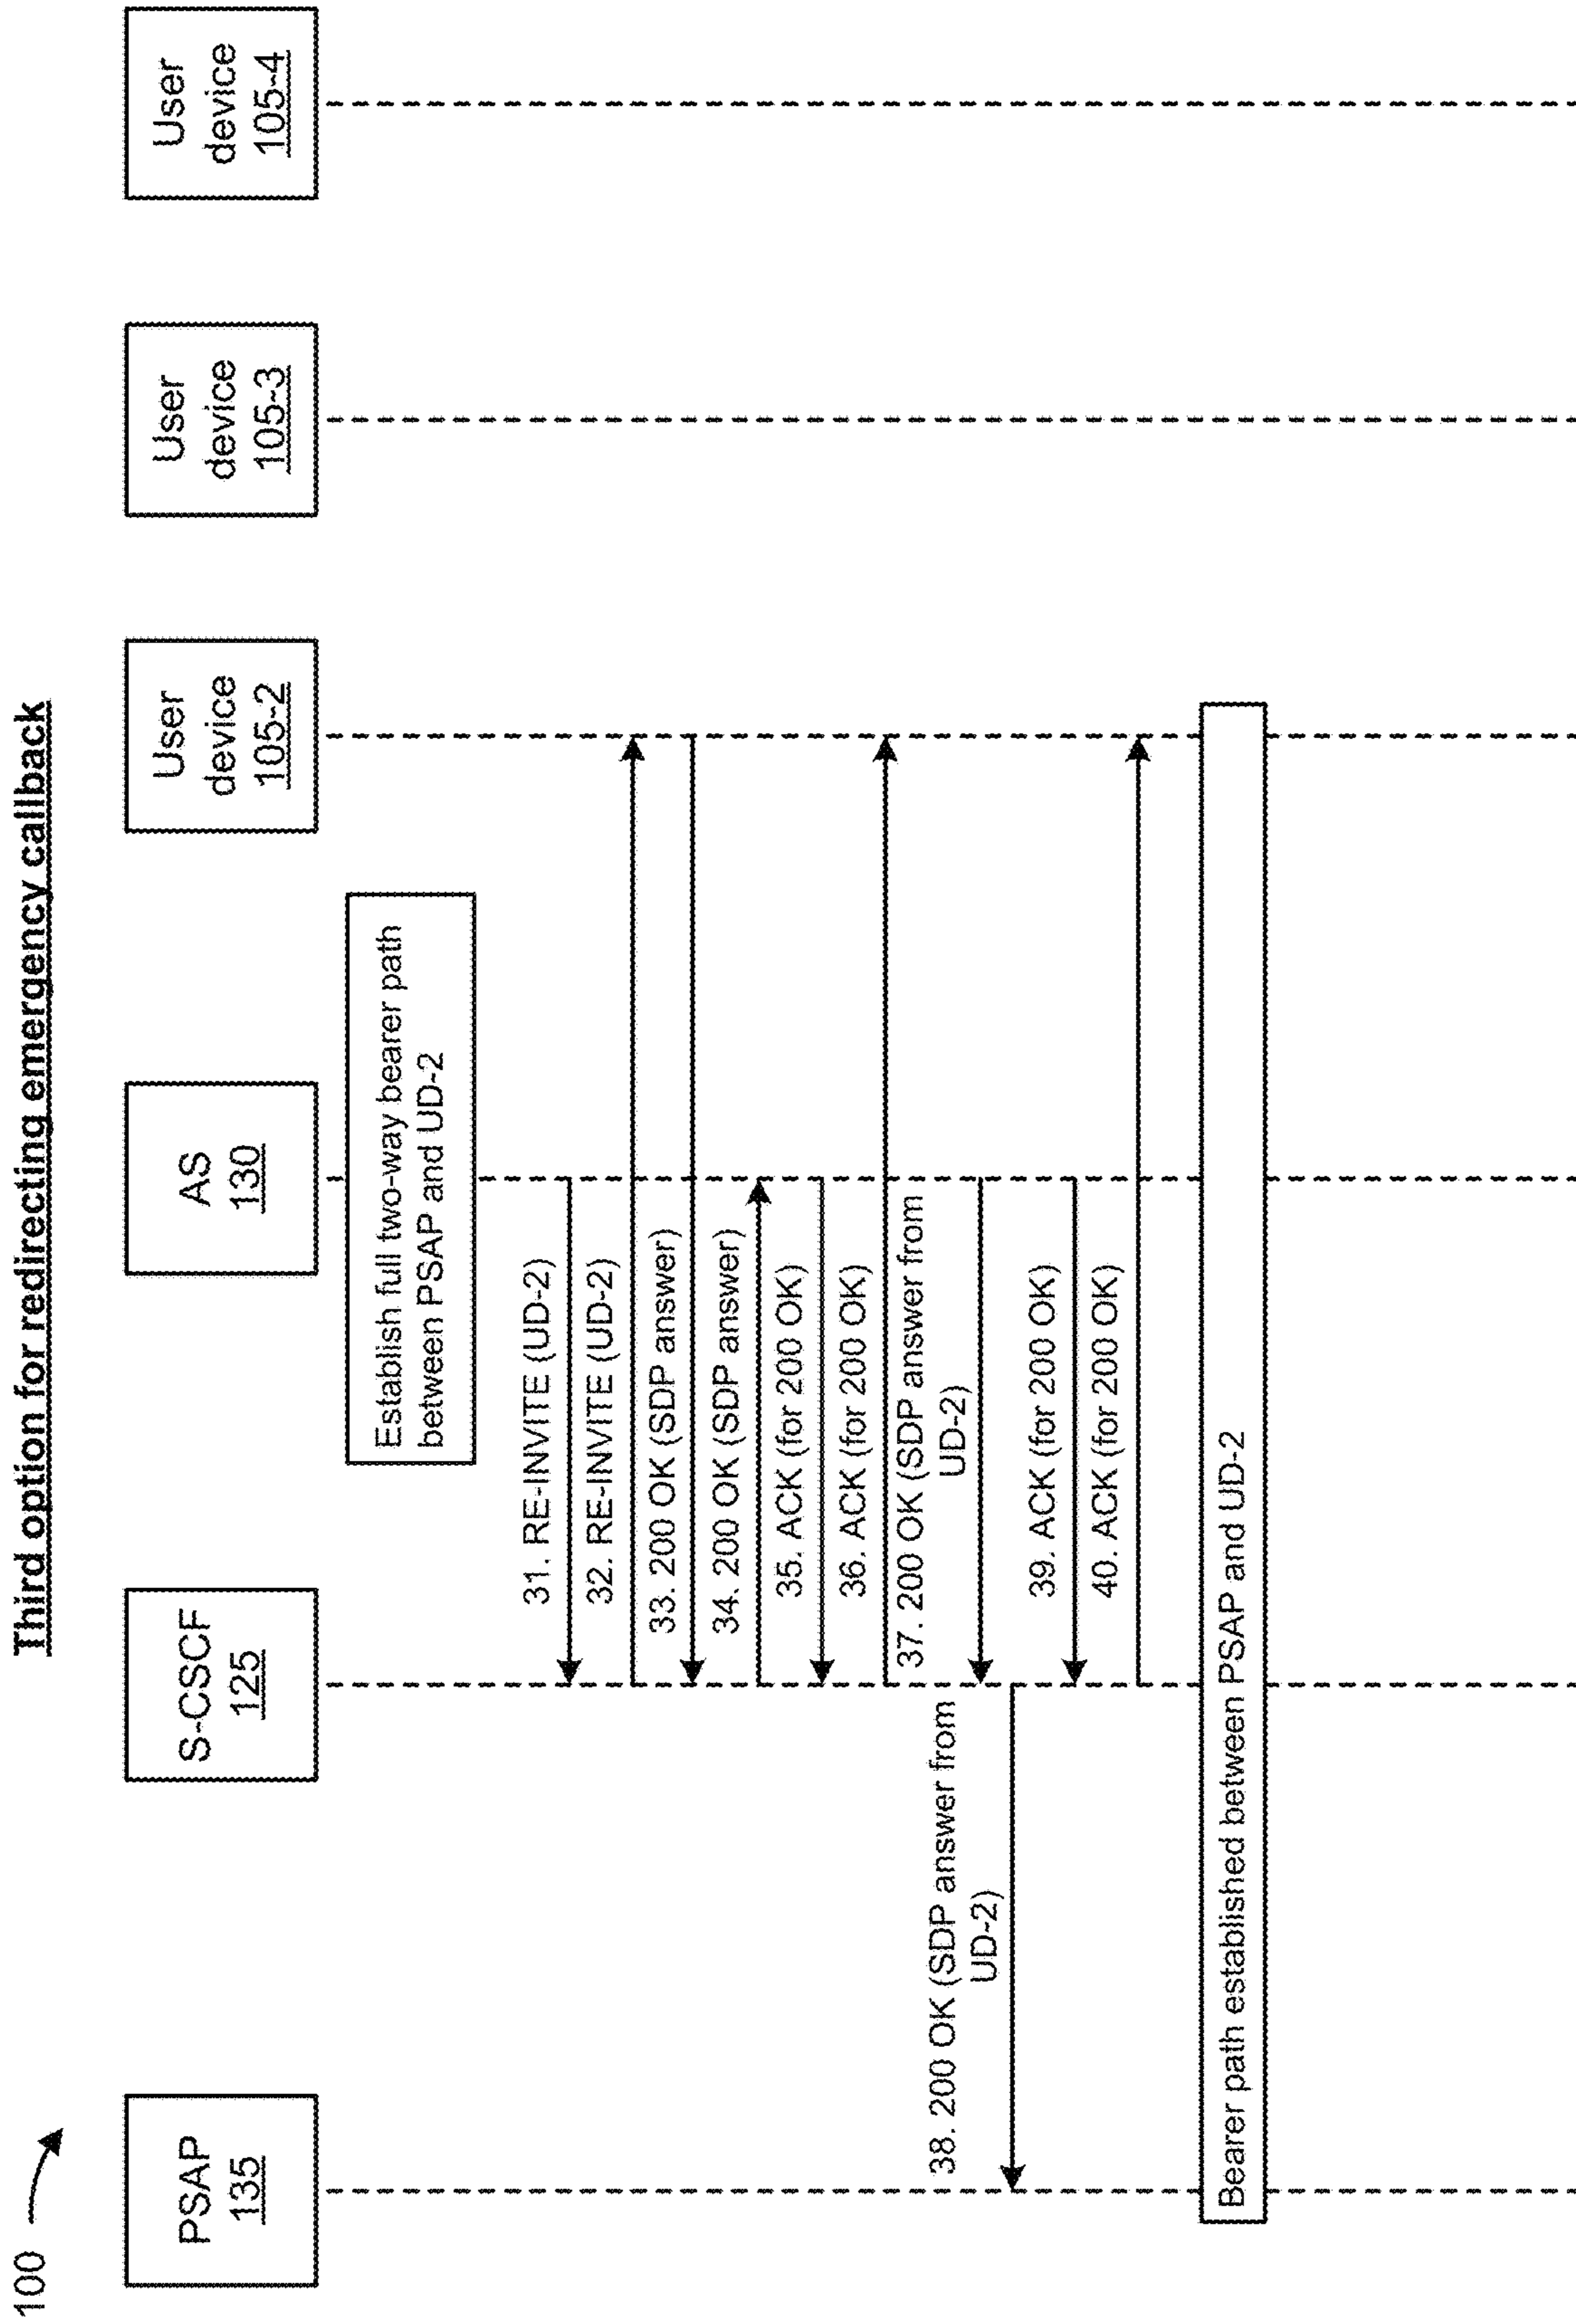 100
Third option for redirecting emergency callback
PSAP
135
S-CSCF
125
AS
130
User
device
105-2
User
device
105-3
User
device
105-4
Establish full two-way bearer path
between PSAP and UD-2
31. RE-INVITE (UD-2)
32. RE-INVITE (UD-2)
33. 200 OK (SDP answer)
34. 200 OK (SDP answer)
35. ACK (for 200 OK)
36. ACK (for 200 OK)
37. 200 OK (SDP answer from
UD-2)
38. 200 OK (SDP answer from
UD-2)
39. ACK (for 200 OK)
40. ACK (for 200 OK)
Bearer path established between PSAP and UD-2